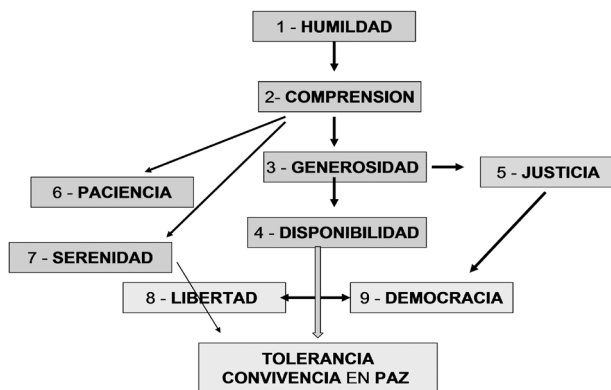 1 - HUMILDAD
2- COMPRENSION
3 - GENEROSIDAD
5 - JUSTICIA
6 - PACIENCIA
4 - DISPONIBILIDAD
7 - SERENIDAD
8 - LIBERTAD
9 - DEMOCRACIA
TOLERANCIA
CONVIVENCIA EN PAZ